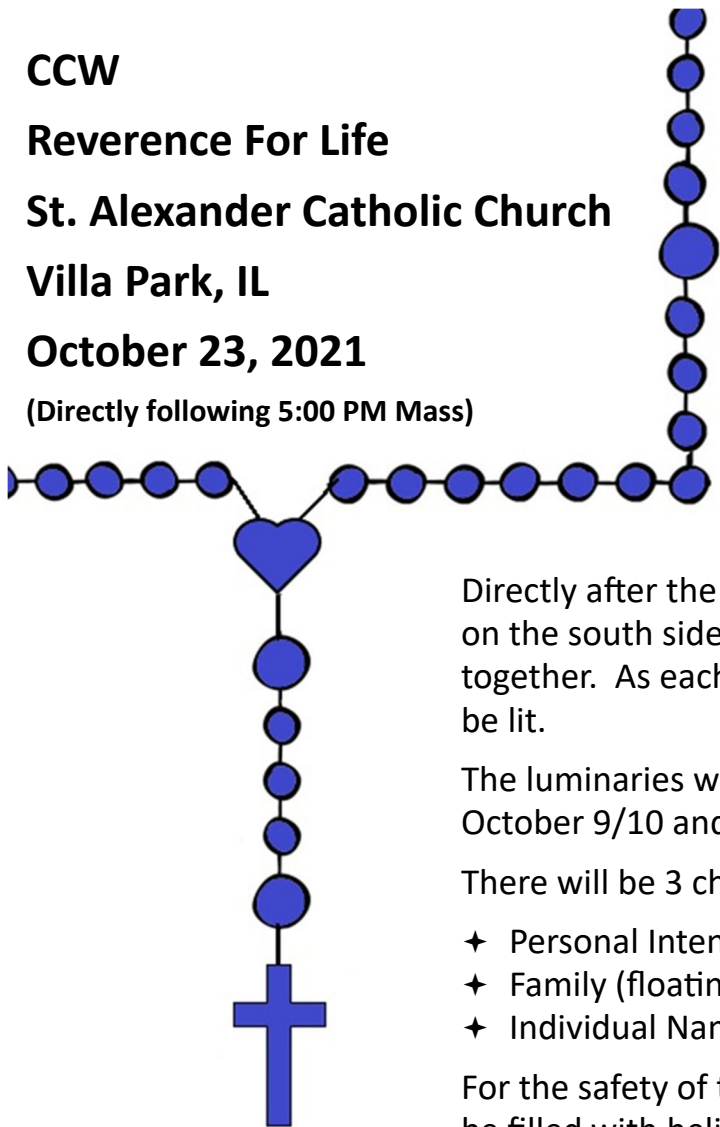 CCW
Reverence For Life
St. Alexander Catholic Church
Villa Park, IL
October 23, 2021
(Directly following 5:00 PM Mass)
Directly after the
on the south side
together.  As each
be lit.
The luminaries w
October 9/10 and
There will be 3 ch
✦ Personal Inten
✦ Family (floatin
✦ Individual Nar
For the safety of t
be filled with heli